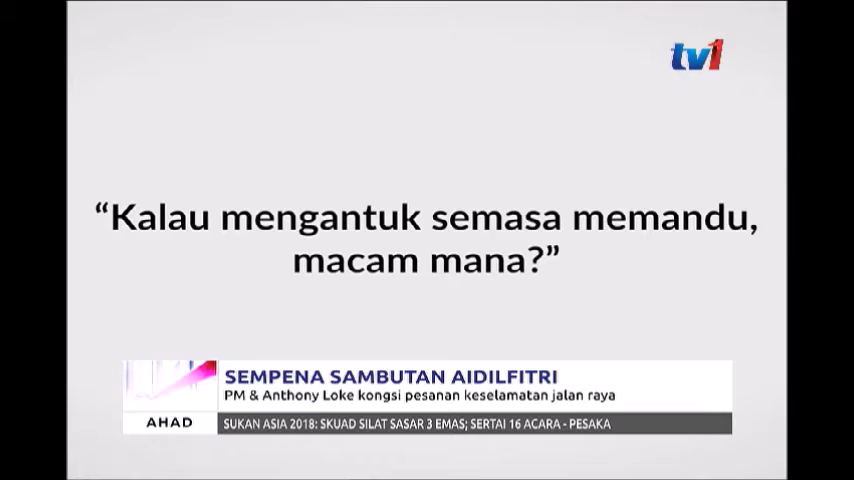 tv1
“Kalau mengantuk semasa memandu,
macam mana?”
SEMPENA SAMBUTAN AIDILFITRI
PM & Anthony Loke kongsi pesanan keselamatan jalan raya
AHAD
SUKAN ASIA 2018: SKUAD SILAT SASAR 3 EMAS; SERTAI 16 ACARA - PESAKA